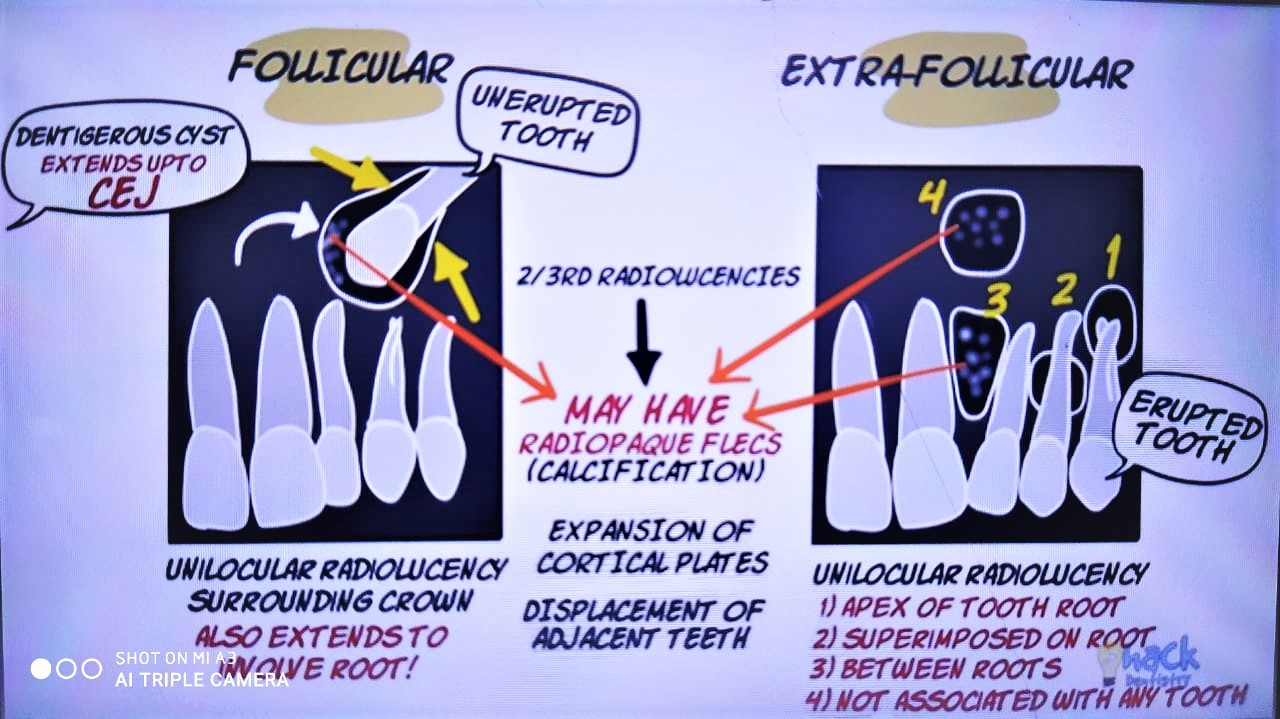 FOLLICULAR
UNERUPTED
TOOTH
DENTIGEROUS CYST
EXTENDS UPTO
CEJ
UNILOCULAR RADIOLUCENCY
SURROUNDING CROWN
ALSO EXTENDS TO
INVOLVE ROOT!
2/3RD RADIOLUCENCIES
MAY HAVE
RADIOPAQUE FLECS
(CALCIFICATION)
EXPANSION OF
CORTICAL PLATES
DISPLACEMENT OF
ADJACENT TEETH
EXTRA-FOLLICULAR
4
3
2
1
ERUPTED
TOOTH
UNILOCULAR RADIOLUCENCY
1) APEX OF TOOTH ROOT
2) SUPERIMPOSED ON ROOT
3) BETWEEN ROOTS
4) NOT ASSOCIATED WITH ANY TOOTH
hack
Dentistry
SHOT ON MI A3
AI TRIPLE CAMERA